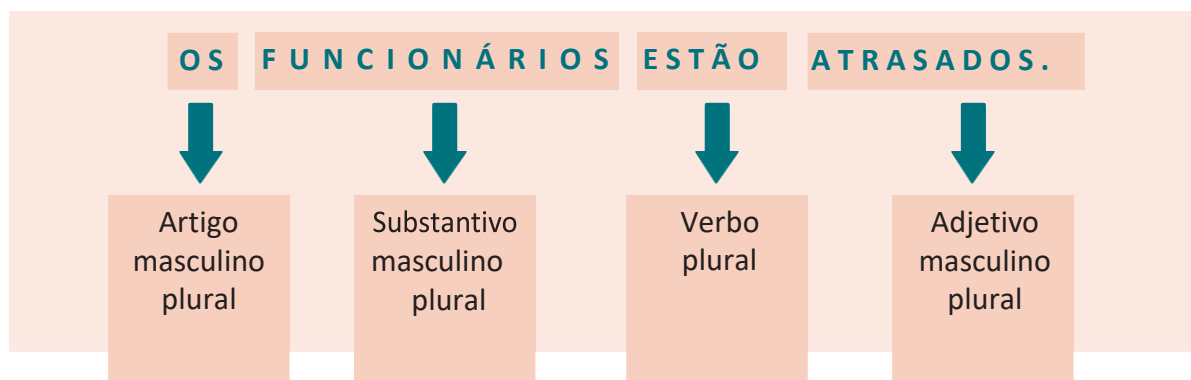 OS FUNCIONÁRIOS ESTÃO ATRASADOS.
Artigo
masculino
plural
Substantivo
masculino
plural
Verbo
plural
Adjetivo
masculino
plural